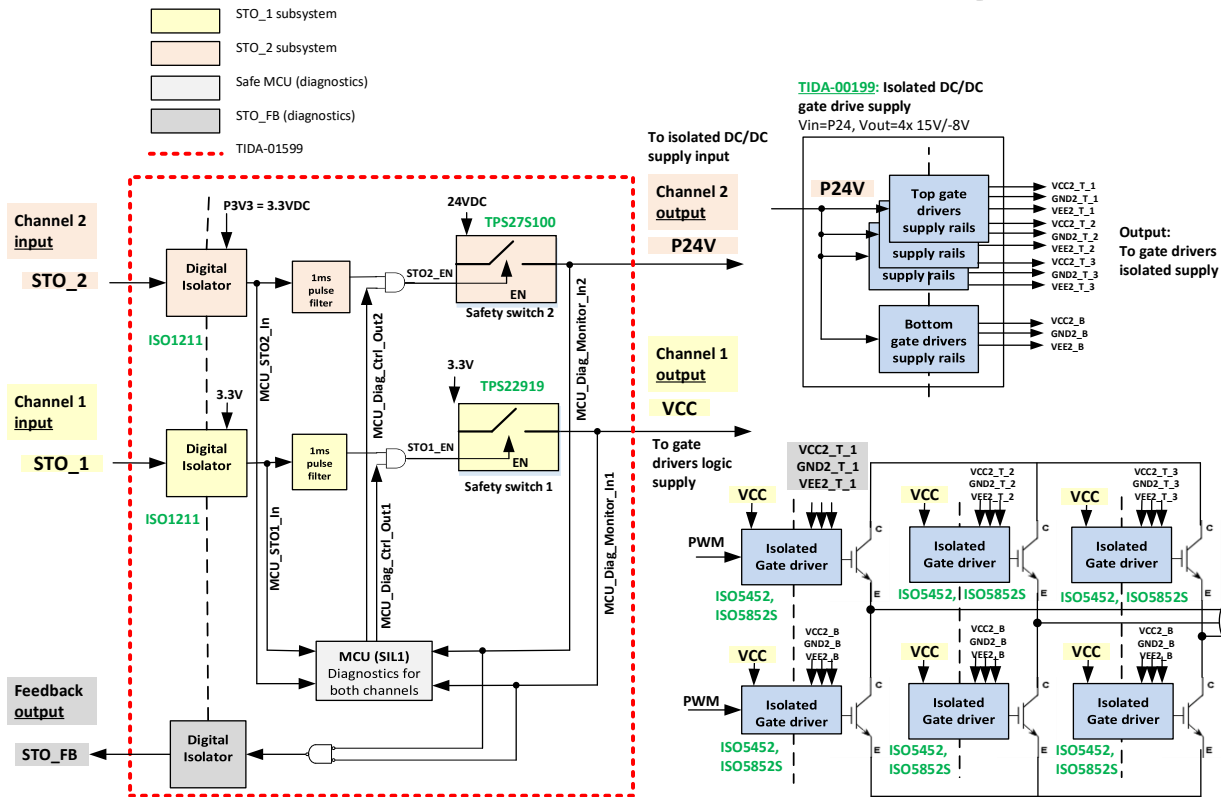 STO_1 subsystem
STO_2 subsystem
Safe MCU (diagnostics)
STO_FB (diagnostics)
TIDA-01599
Channel 2
input
STO_2
P3V3 = 3.3VDC
Digital
Isolator
ISO1211
1ms
pulse
filter
STO2_EN
24VDC
TPS27S100
EN
Safety switch 2
MCU_STO2_In
MCU_Diag_Ctrl_Out2
MCU_Diag_Monitor_In2
To isolated DC/DC
supply input
Channel 2
output
P24V
Channel 1
input
STO_1
3.3V
Digital
Isolator
ISO1211
1ms
pulse
filter
STO1_EN
3.3V
TPS22919
EN
Safety switch 1
MCU_STO1_In
MCU_Diag_Ctrl_Out1
MCU_Diag_Monitor_In1
Channel 1
output
VCC
To gate
drivers logic
supply
MCU (SIL1)
Diagnostics for
both channels
Feedback
output
STO_FB
Digital
Isolator
TIDA-00199: Isolated DC/DC
gate drive supply
Vin=P24, Vout=4x 15V/-8V
P24V
Top gate
drivers
supply rails
supply rails
supply rails
Bottom
gate drivers
supply rails
VCC2_T_1
GND2_T_1
VEE2_T_1
VCC2_T_2
GND2_T_2
VEE2_T_2
VCC2_T_3
GND2_T_3
VEE2_T_3
VCC2_B
GND2_B
VEE2_B
Output:
To gate drivers
isolated supply
VCC2_T_1
GND2_T_1
VEE2_T_1
VCC
PWM
Isolated
Gate driver
ISO5452,
ISO5852S
C
E
VCC2_T_2
GND2_T_2
VEE2_T_2
VCC
Isolated
Gate driver
ISO5452, ISO5852S
C
E
VCC2_T_3
GND2_T_3
VEE2_T_3
VCC
Isolated
Gate driver
ISO5452, ISO5852S
C
E
VCC2_B
GND2_B
VEE2_B
VCC
PWM
Isolated
Gate driver
ISO5452,
ISO5852S
C
E
VCC2_B
GND2_B
VEE2_B
VCC
Isolated
Gate driver
ISO5452,
ISO5852S
C
E
VCC2_B
GND2_B
VEE2_B
VCC
Isolated
Gate driver
ISO5452,
ISO5852S
C
E